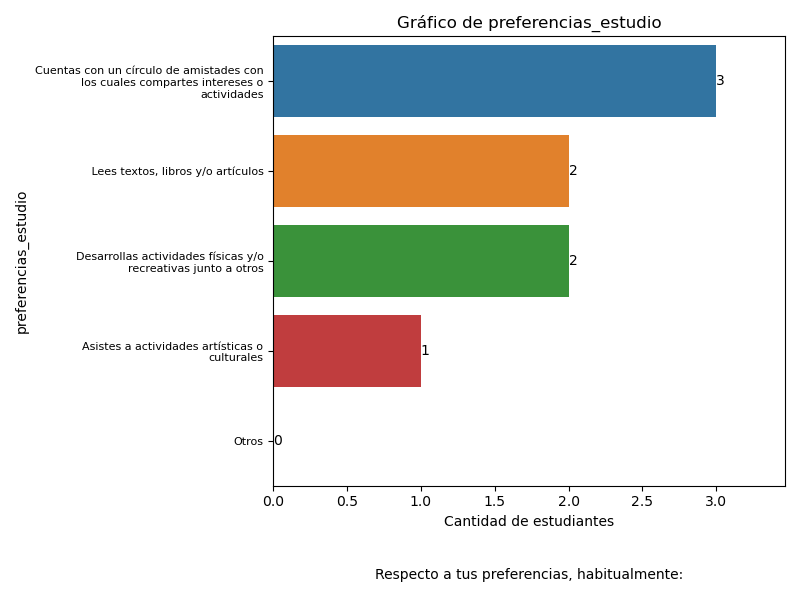 Gráfico de preferencias_estudio
preferencias_estudio
Cuentas con un círculo de amistades con
los cuales compartes intereses o
actividades
3
Lees textos, libros y/o artículos
2
Desarrollas actividades físicas y/o
recreativas junto a otros
2
Asistes a actividades artísticas o
culturales
1
Otros
0
0.0 0.5 1.0 1.5 2.0 2.5 3.0
Cantidad de estudiantes
Respecto a tus preferencias, habitualmente: